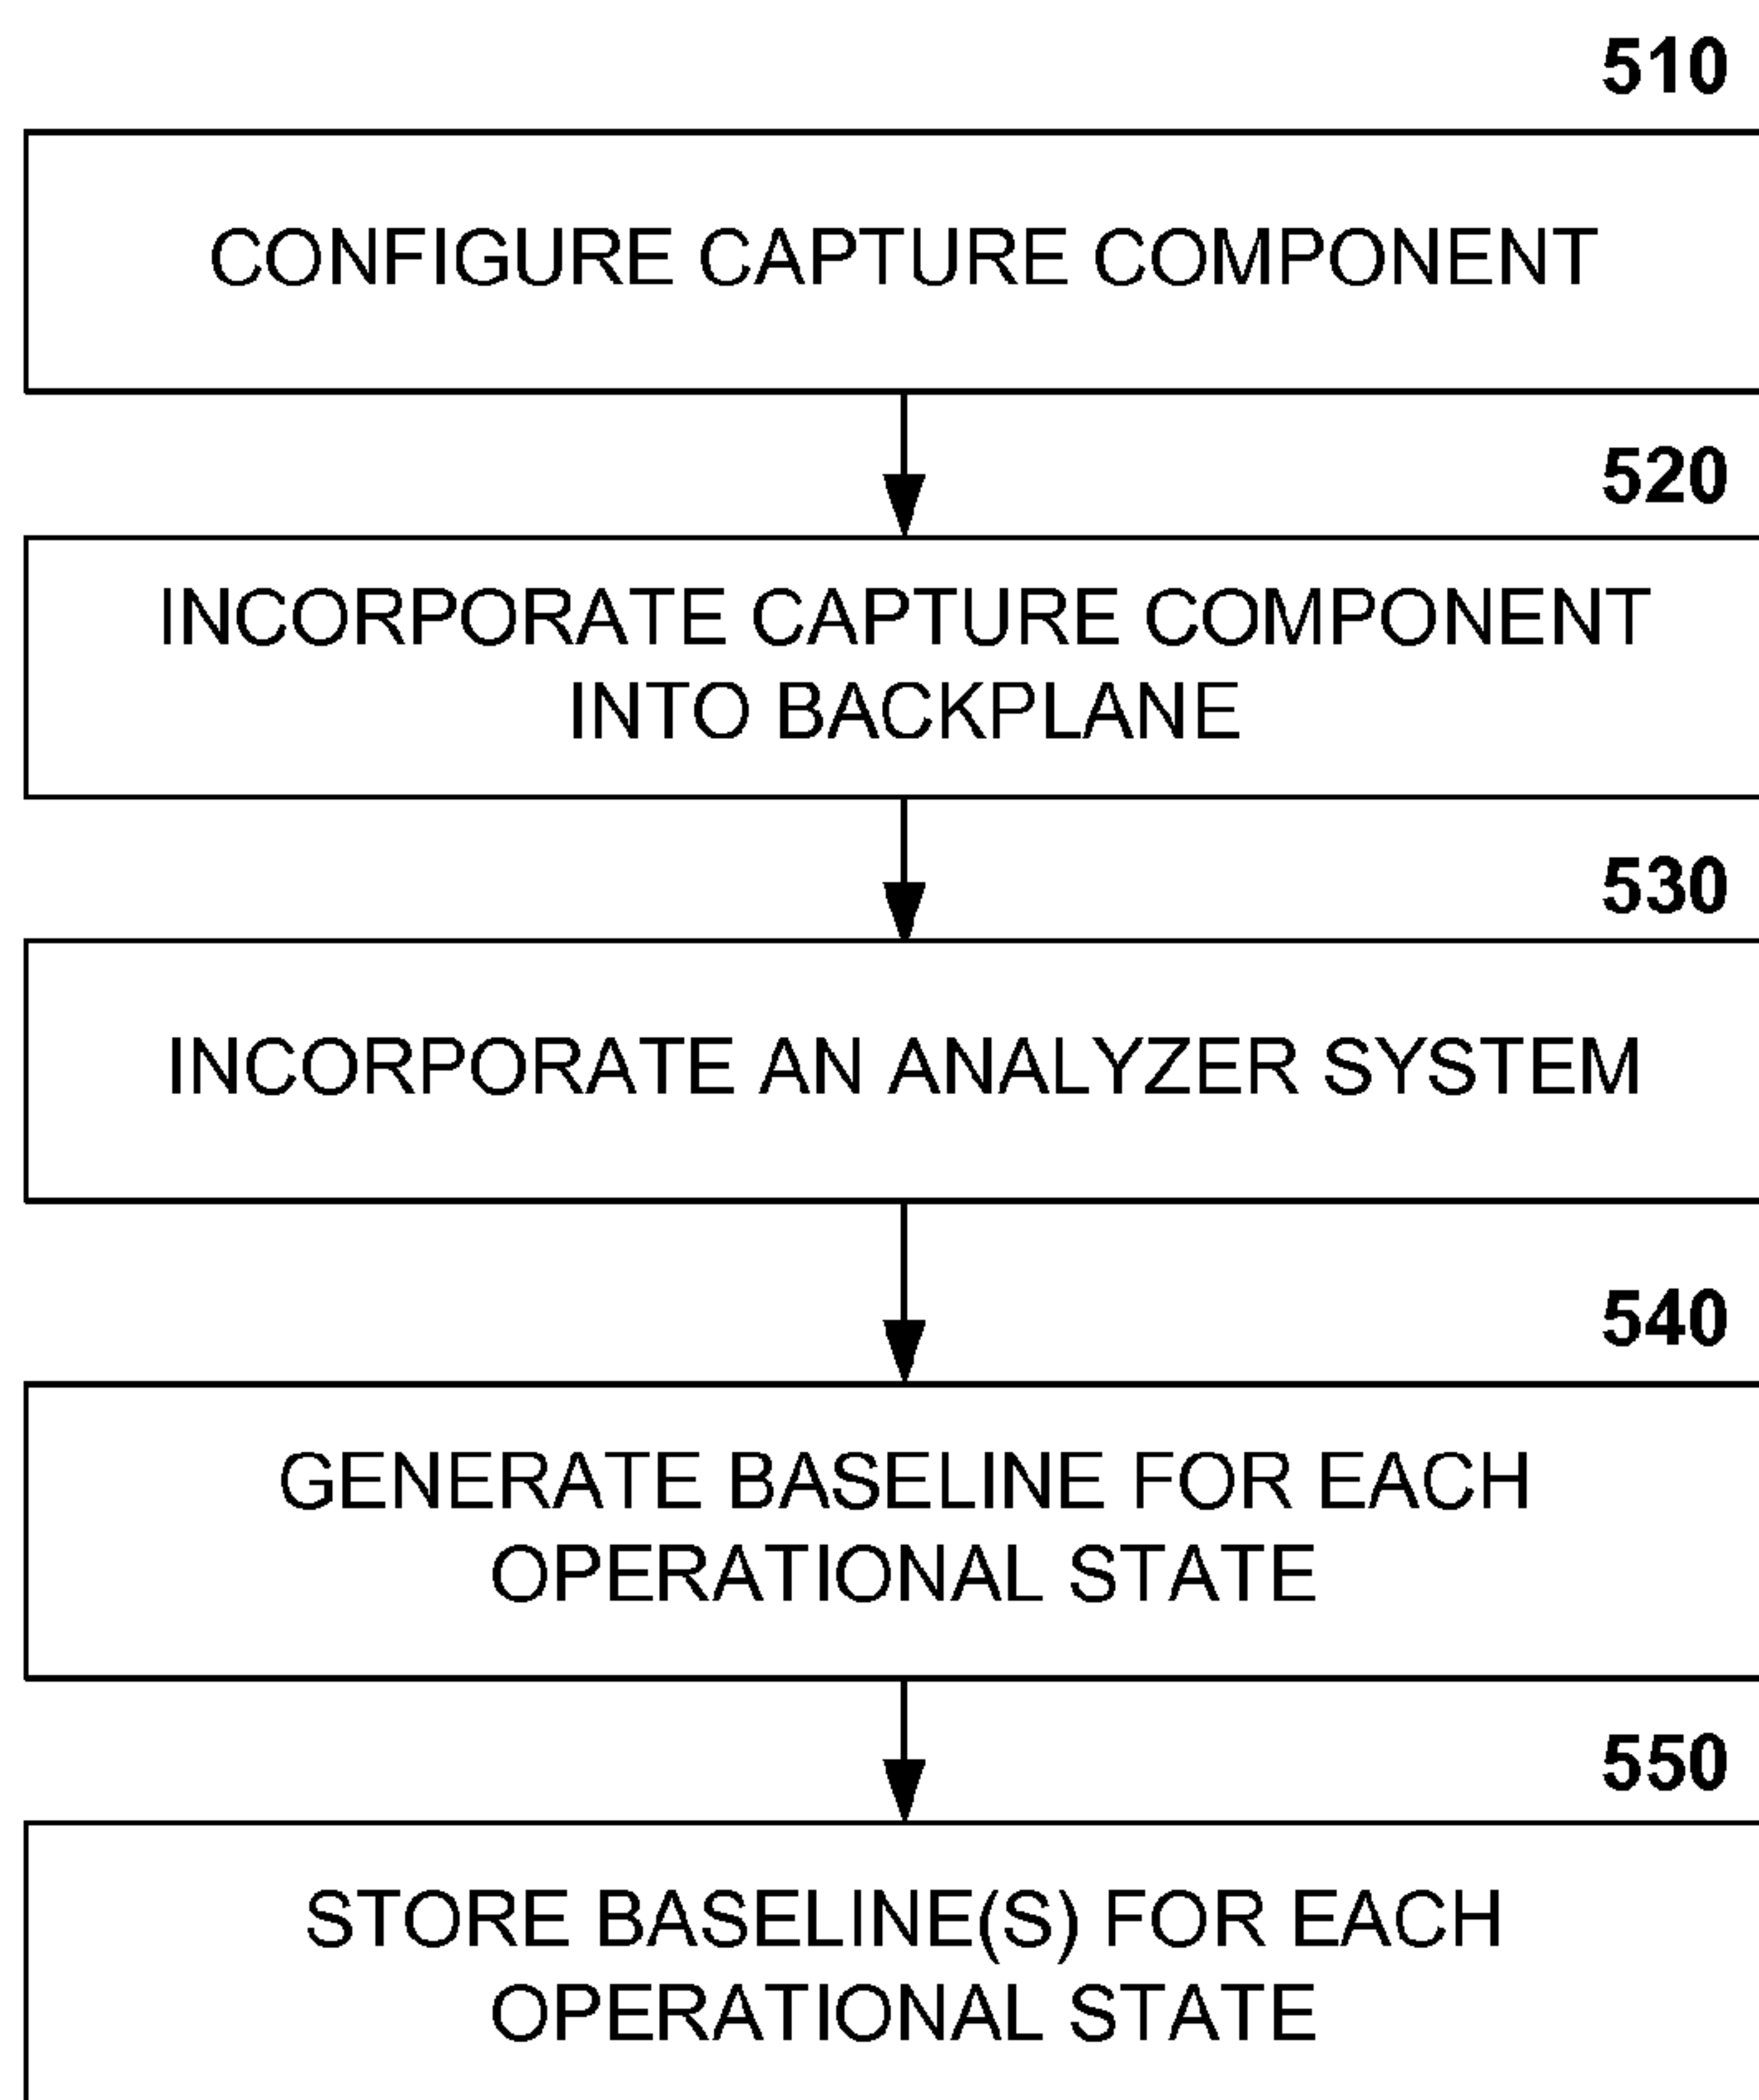 510
CONFIGURE CAPTURE COMPONENT
520
INCORPORATE CAPTURE COMPONENT
INTO BACKPLANE
530
INCORPORATE AN ANALYZER SYSTEM
540
GENERATE BASELINE FOR EACH
OPERATIONAL STATE
550
STORE BASELINE(S) FOR EACH
OPERATIONAL STATE